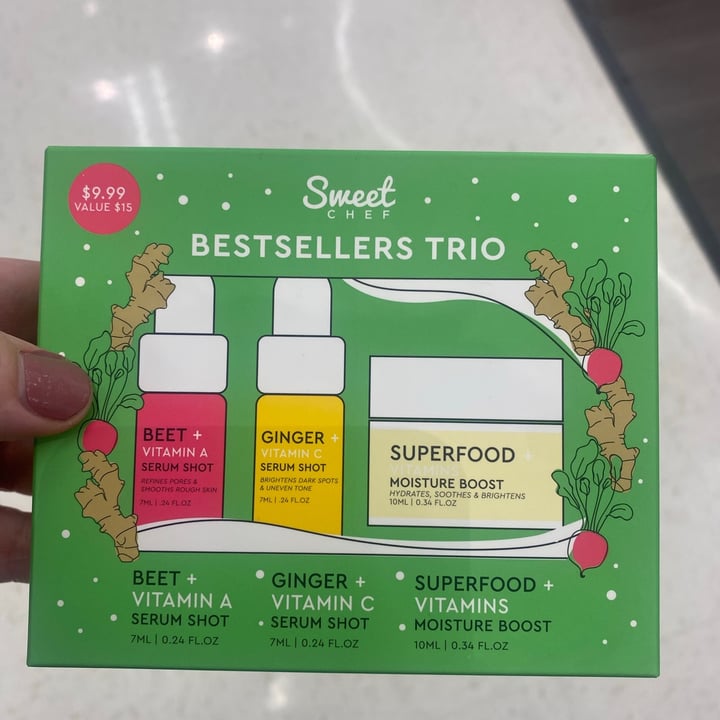 $9.99
VALUE $15
Sweet
CHEF
BESTSELLERS TRIO
BEET +
VITAMIN A
SERUM SHOT
REFINES PORES &
SMOOTHS ROUGH SKIN
7ML | .24 FL.OZ
GINGER +
VITAMIN C
SERUM SHOT
BRIGHTENS DARK SPOTS
& UNEVEN TONE
7ML | .24 FL.OZ
SUPERFOOD +
VITAMINS
MOISTURE BOOST
HYDRATES, SOOTHES & BRIGHTENS
10ML | 0.34 FL.OZ
BEET +
VITAMIN A
SERUM SHOT
7ML | 0.24 FL.OZ
GINGER +
VITAMIN C
SERUM SHOT
7ML | 0.24 FL.OZ
SUPERFOOD +
VITAMINS
MOISTURE BOOST
10ML | 0.34 FL.OZ